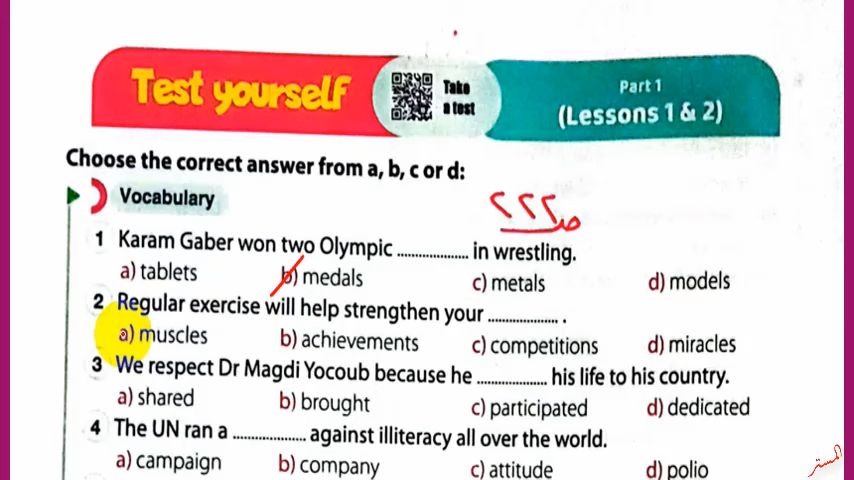 Test yourself
Take
a test
Part 1
(Lessons 1 & 2)
Choose the correct answer from a, b, c or d:
Vocabulary
1 Karam Gaber won two Olympic .................. in wrestling.
a) tablets b) medals c) metals d) models
2 Regular exercise will help strengthen your .................. .
a) muscles b) achievements c) competitions d) miracles
3 We respect Dr Magdi Yocoub because he .................. his life to his country.
a) shared b) brought c) participated d) dedicated
4 The UN ran a .................. against illiteracy all over the world.
a) campaign b) company c) attitude d) polio
المستر